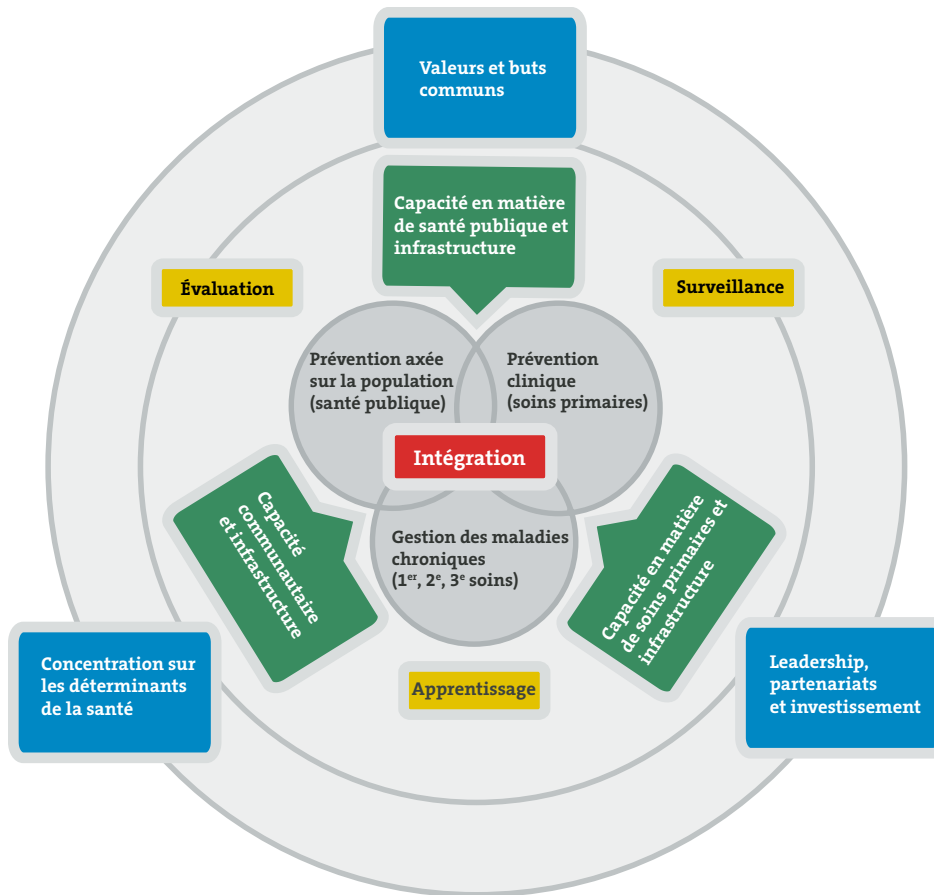 Valeurs et buts
communs
Capacité en matière
de santé publique et
infrastructure
Évaluation
Surveillance
Prévention axée
sur la population
(santé publique)
Prévention
clinique
(soins primaires)
Intégration
Gestion des maladies
chroniques
(1er, 2e, 3e soins)
Capacité
communautaire
et infrastructure
Capacité en matière
de soins primaires et
infrastructure
Concentration sur
les déterminants
de la santé
Apprentissage
Leadership,
partenariats
et investissement